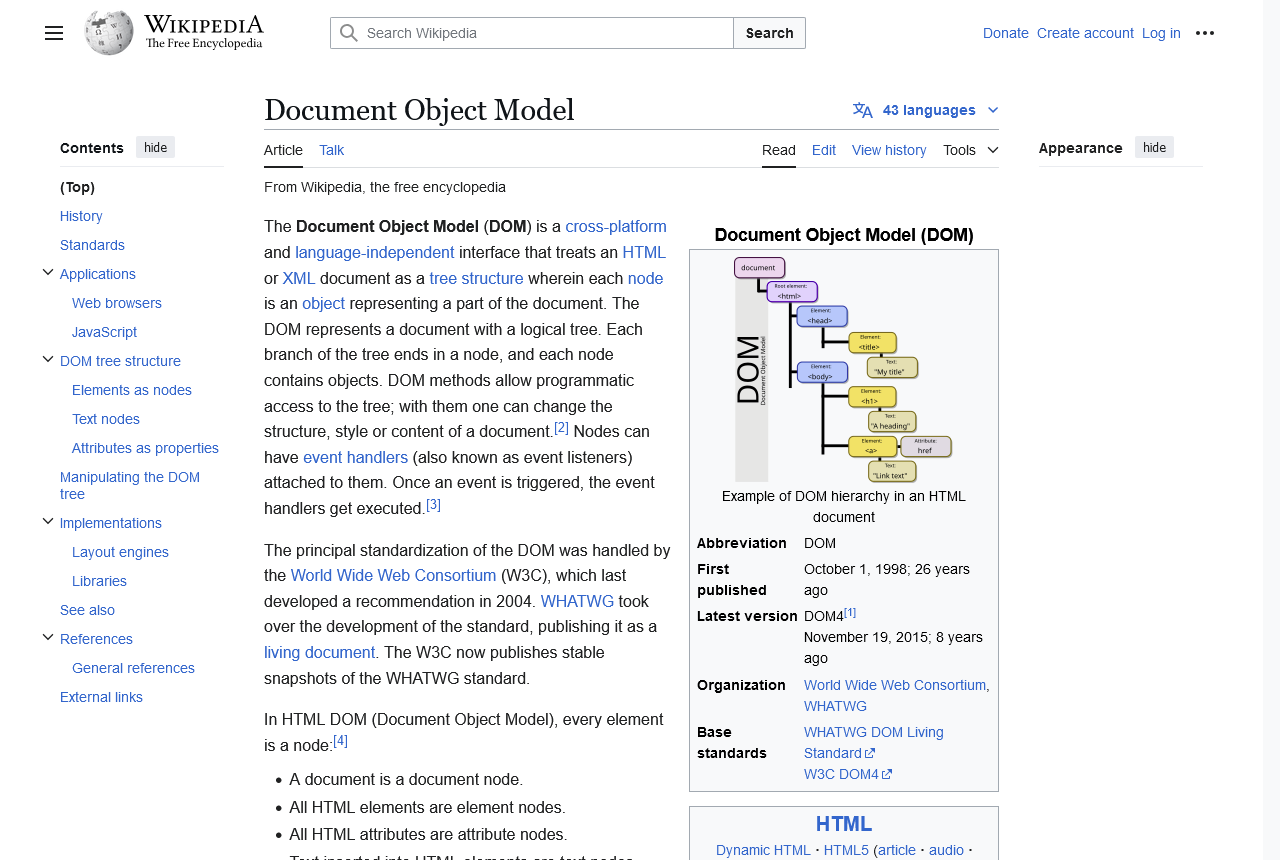 WIKIPEDIA
The Free Encyclopedia
Search Wikipedia
Search
Donate
Create account
Log in
Contents
hide
(Top)
History
Standards
Applications
Web browsers
JavaScript
DOM tree structure
Elements as nodes
Text nodes
Attributes as properties
Manipulating the DOM
tree
Implementations
Layout engines
Libraries
See also
References
General references
External links
Document Object Model
43 languages
Article
Talk
Read
Edit
View history
Tools
Appearance
hide
From Wikipedia, the free encyclopedia
The Document Object Model (DOM) is a cross-platform
and language-independent interface that treats an HTML
or XML document as a tree structure wherein each node
is an object representing a part of the document. The
DOM represents a document with a logical tree. Each
branch of the tree ends in a node, and each node
contains objects. DOM methods allow programmatic
access to the tree; with them one can change the
structure, style or content of a document.[2] Nodes can
have event handlers (also known as event listeners)
attached to them. Once an event is triggered, the event
handlers get executed.[3]
The principal standardization of the DOM was handled by
the World Wide Web Consortium (W3C), which last
developed a recommendation in 2004. WHATWG took
over the development of the standard, publishing it as a
living document. The W3C now publishes stable
snapshots of the WHATWG standard.
In HTML DOM (Document Object Model), every element
is a node:[4]
• A document is a document node.
• All HTML elements are element nodes.
• All HTML attributes are attribute nodes.
Text inserted into HTML elements are text nodes
Document Object Model (DOM)
document
Root element:
<html>
Element:
<head>
Element:
<title>
Text:
"My title"
Element:
<body>
Element:
<h1>
Text:
"A heading"
Element:
<a>
Attribute:
href
Text:
"Link text"
DOM
Document Object Model
Example of DOM hierarchy in an HTML
document
Abbreviation DOM
First October 1, 1998; 26 years
published ago
Latest version DOM4[1]
November 19, 2015; 8 years
ago
Organization World Wide Web Consortium,
WHATWG
Base WHATWG DOM Living
standards Standard
W3C DOM4
HTML
Dynamic HTML · HTML5 (article · audio ·